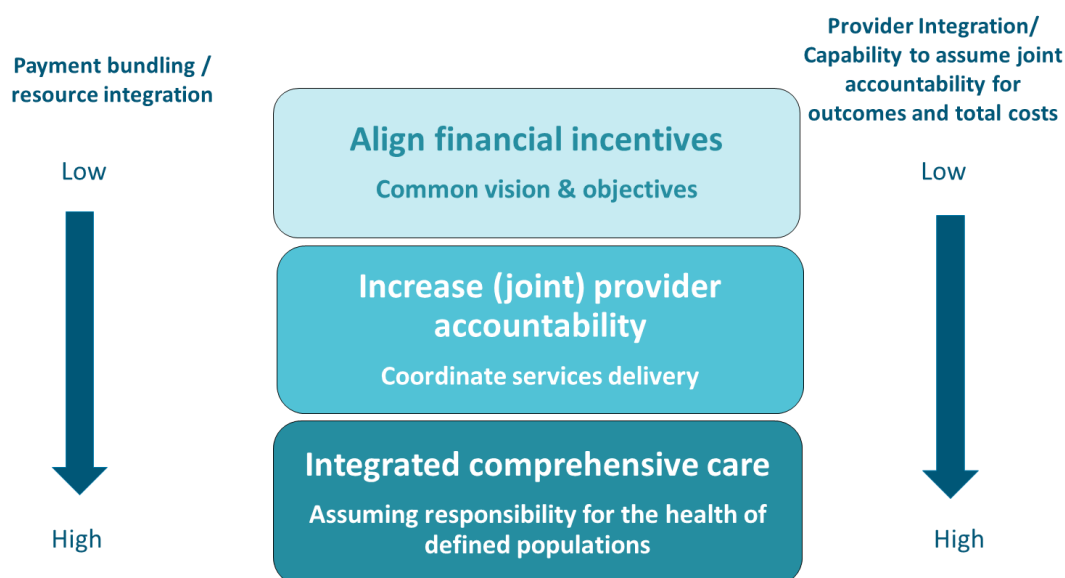 Payment bundling /
resource integration
Low
High
Align financial incentives
Common vision & objectives
Increase (joint) provider
accountability
Coordinate services delivery
Integrated comprehensive care
Assuming responsibility for the health of
defined populations
Provider Integration/
Capability to assume joint
accountability for
outcomes and total costs
Low
High